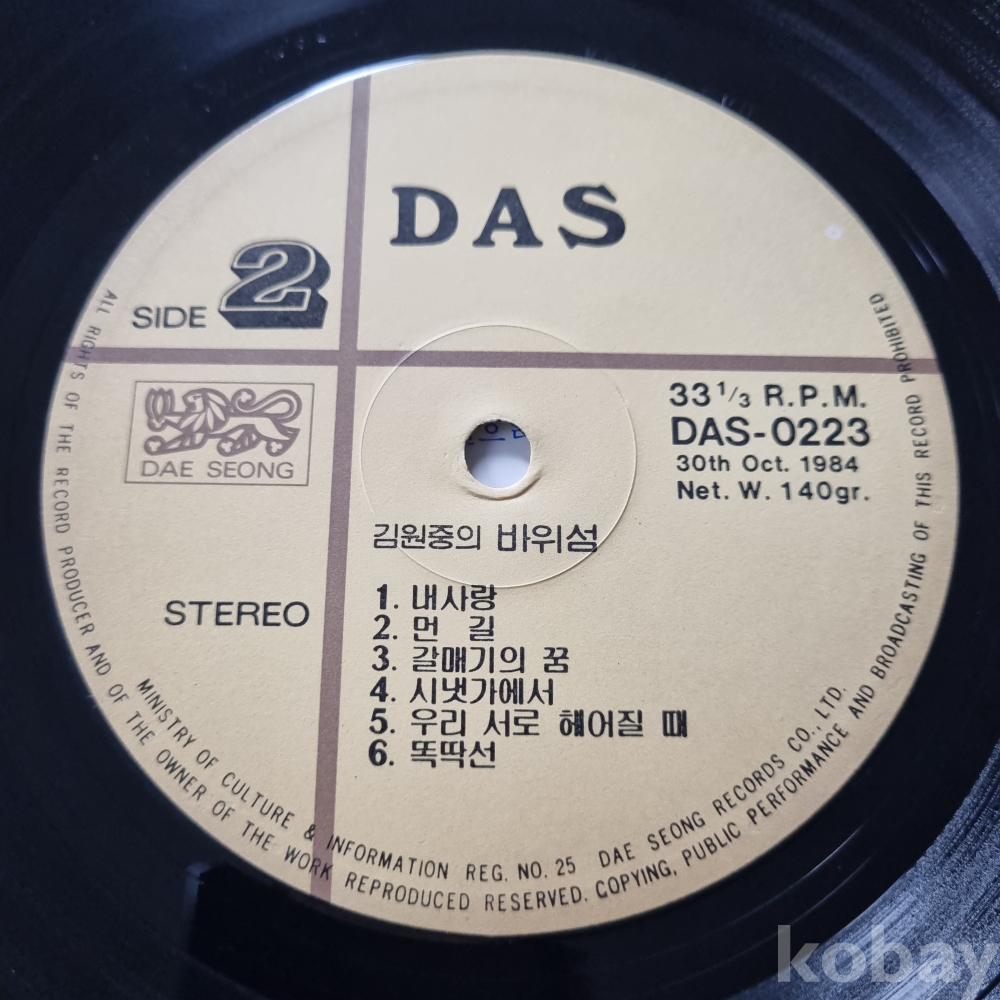 DAS
SIDE 2
DAE SEONG
33 1/3 R.P.M.
DAS-0223
30th Oct. 1984
Net. W. 140gr.
STEREO
김원중의 바위섬
1. 내사랑
2. 먼 길
3. 갈매기의 꿈
4. 시냇가에서
5. 우리 서로 헤어질 때
6. 똑딱선
MINISTRY OF CULTURE & INFORMATION REG. NO. 25 DAE SEONG RECORDS CO., LTD.
ALL RIGHTS OF THE RECORD PRODUCER AND OF THE OWNER OF THE WORK REPRODUCED RESERVED. COPYING, PUBLIC PERFORMANCE AND BROADCASTING OF THIS RECORD PROHIBITED
kobay